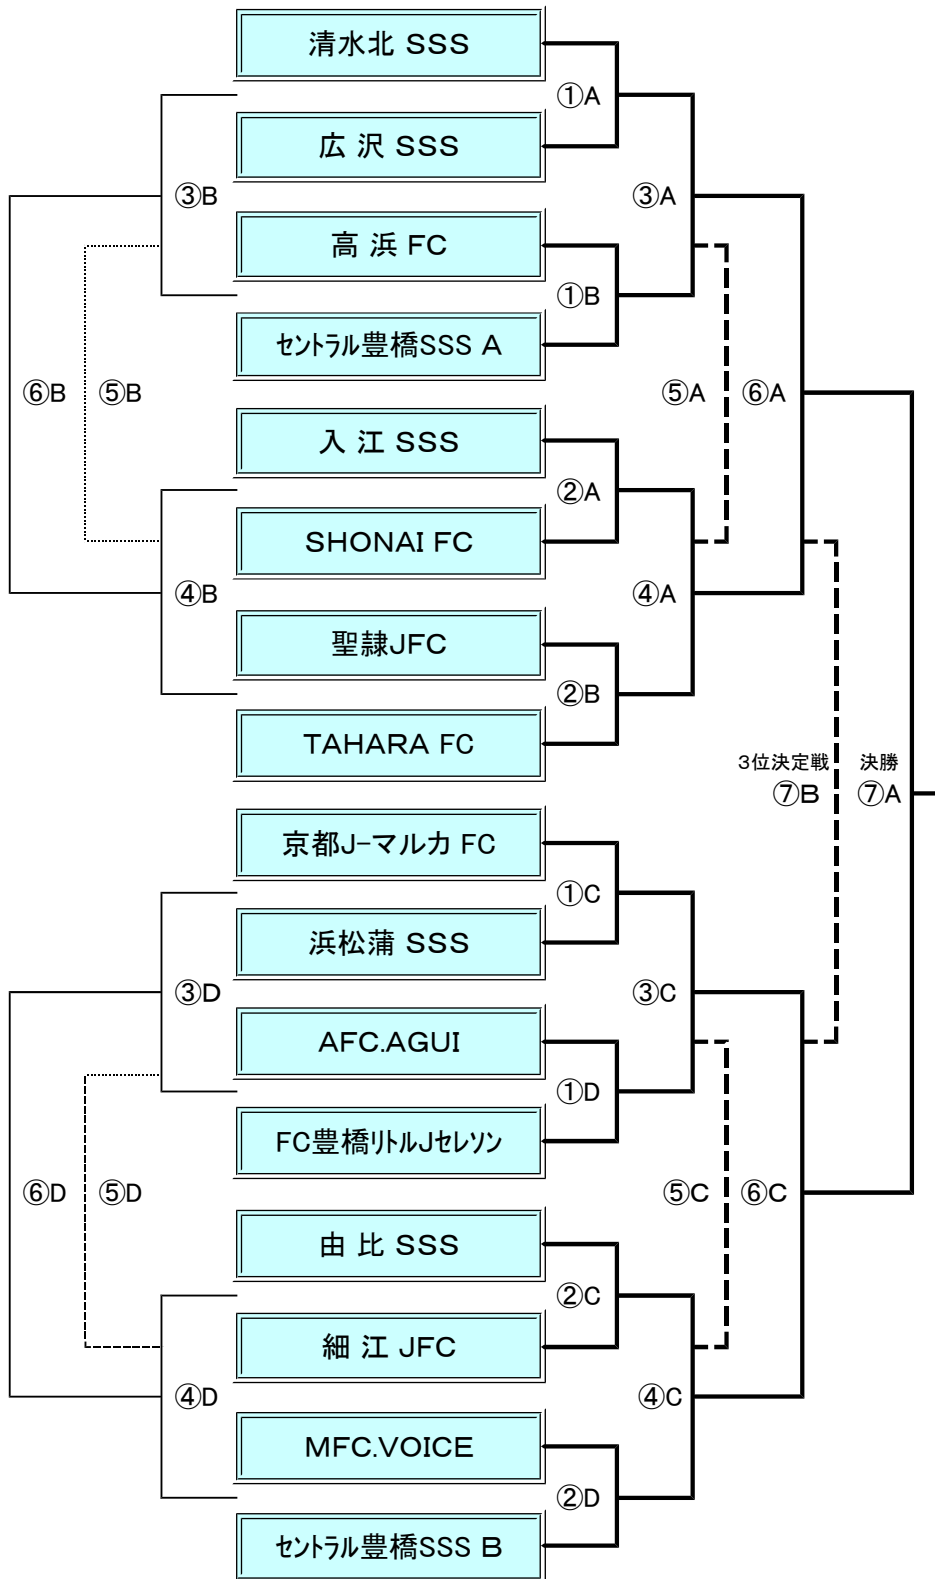 清水北 SSS
①A
広 沢 SSS
③B
③A
高 浜 FC
①B
セントラル豊橋SSS A
⑥B
⑤B
⑤A
⑥A
入 江 SSS
②A
SHONAI FC
④B
④A
聖隷JFC
②B
TAHARA FC
3位決定戦
決勝
⑦B
⑦A
京都J-マルカ FC
①C
浜松蒲 SSS
③D
③C
AFC.AGUI
①D
FC豊橋リトルJセレソン
⑥D
⑤D
⑤C
⑥C
由 比 SSS
②C
細 江 JFC
④D
④C
MFC.VOICE
②D
セントラル豊橋SSS B